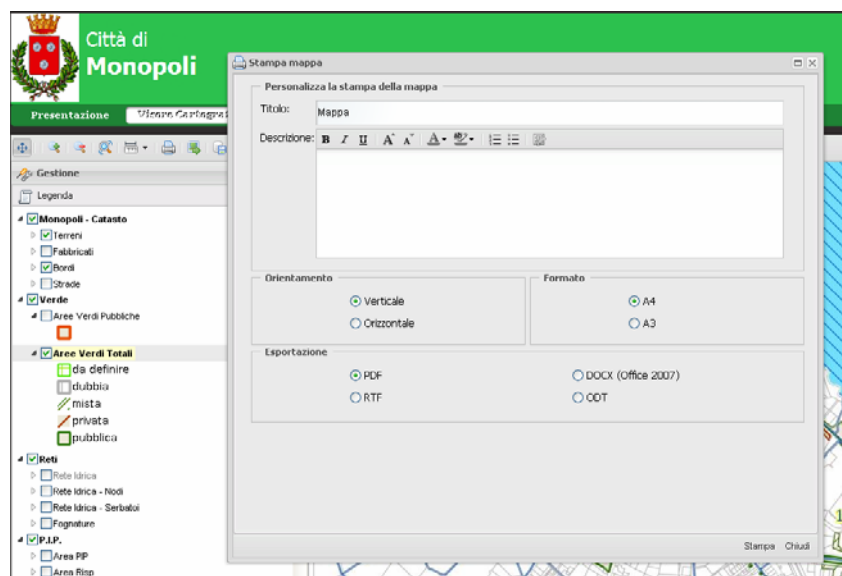 Città di
Monopoli
Stampa mappa
Presentazione
Personalizza la stampa della mappa
Titolo: Mappa
Descrizione: B I U A A A
Gestione
Legenda
Monopoli - Catasto
Terreni
Fabbricati
Bordi
Strade
Verde
Aree Verdi Pubbliche
Aree Verdi Totali
da definire
dubbia
mista
privata
pubblica
Reti
Rete Idrica
Rete Idrica - Nodi
Rete Idrica - Serbatoi
Fognature
P.I.P.
Area PIP
Area Risp
Orientamento
Verticale
Orizzontale
Formato
A4
A3
Esportazione
PDF
DOCX (Office 2007)
RTF
ODT
Stampa Chiudi